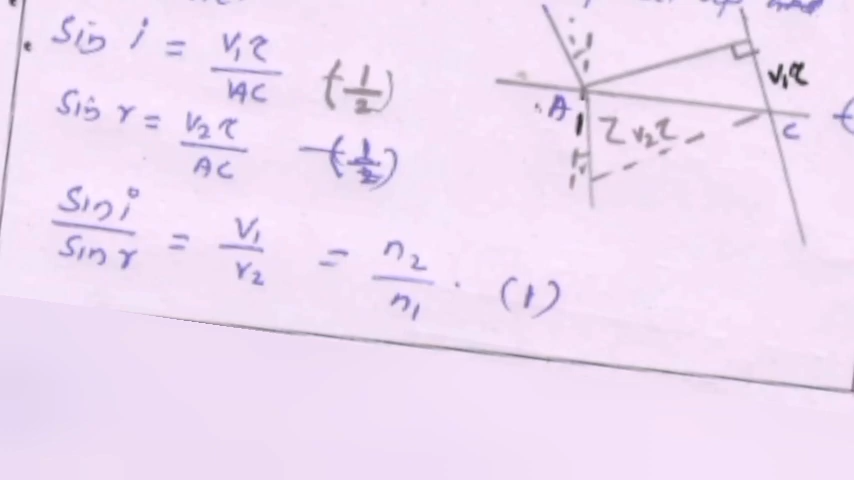 Sin i = v₁τ / AC (½)
Sin r = v₂τ / AC (½)
Sin i / Sin r = v₁ / v₂ = n₂ / n₁ . (1)
A
v₁τ
v₂τ
C